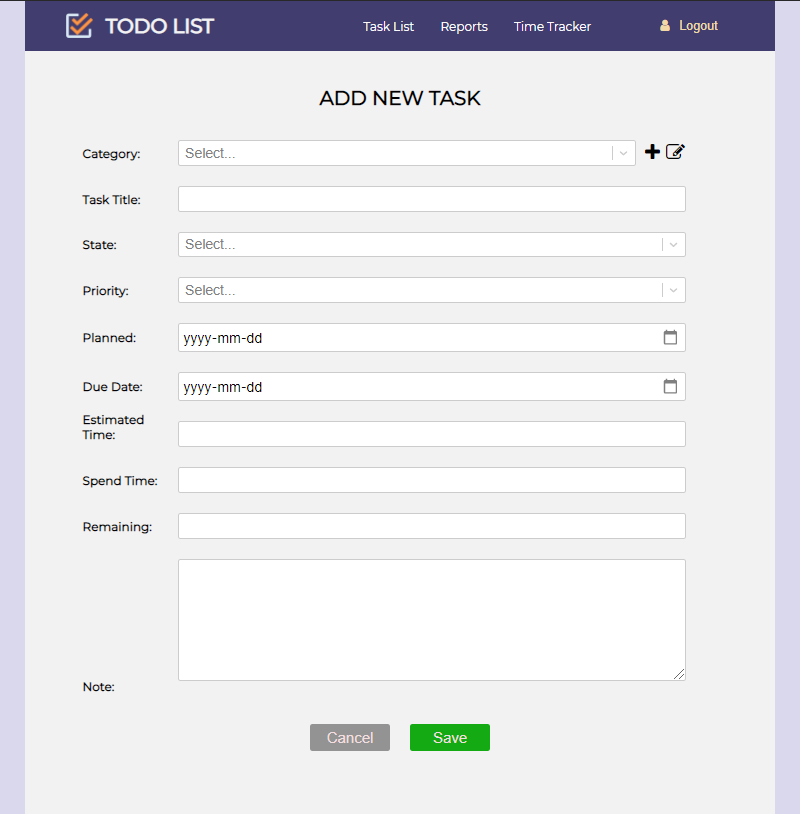 TODO LIST
Task List Reports Time Tracker Logout
ADD NEW TASK
Category: Select...
Task Title:
State: Select...
Priority: Select...
Planned: yyyy-mm-dd
Due Date: yyyy-mm-dd
Estimated
Time:
Spend Time:
Remaining:
Note:
Cancel Save